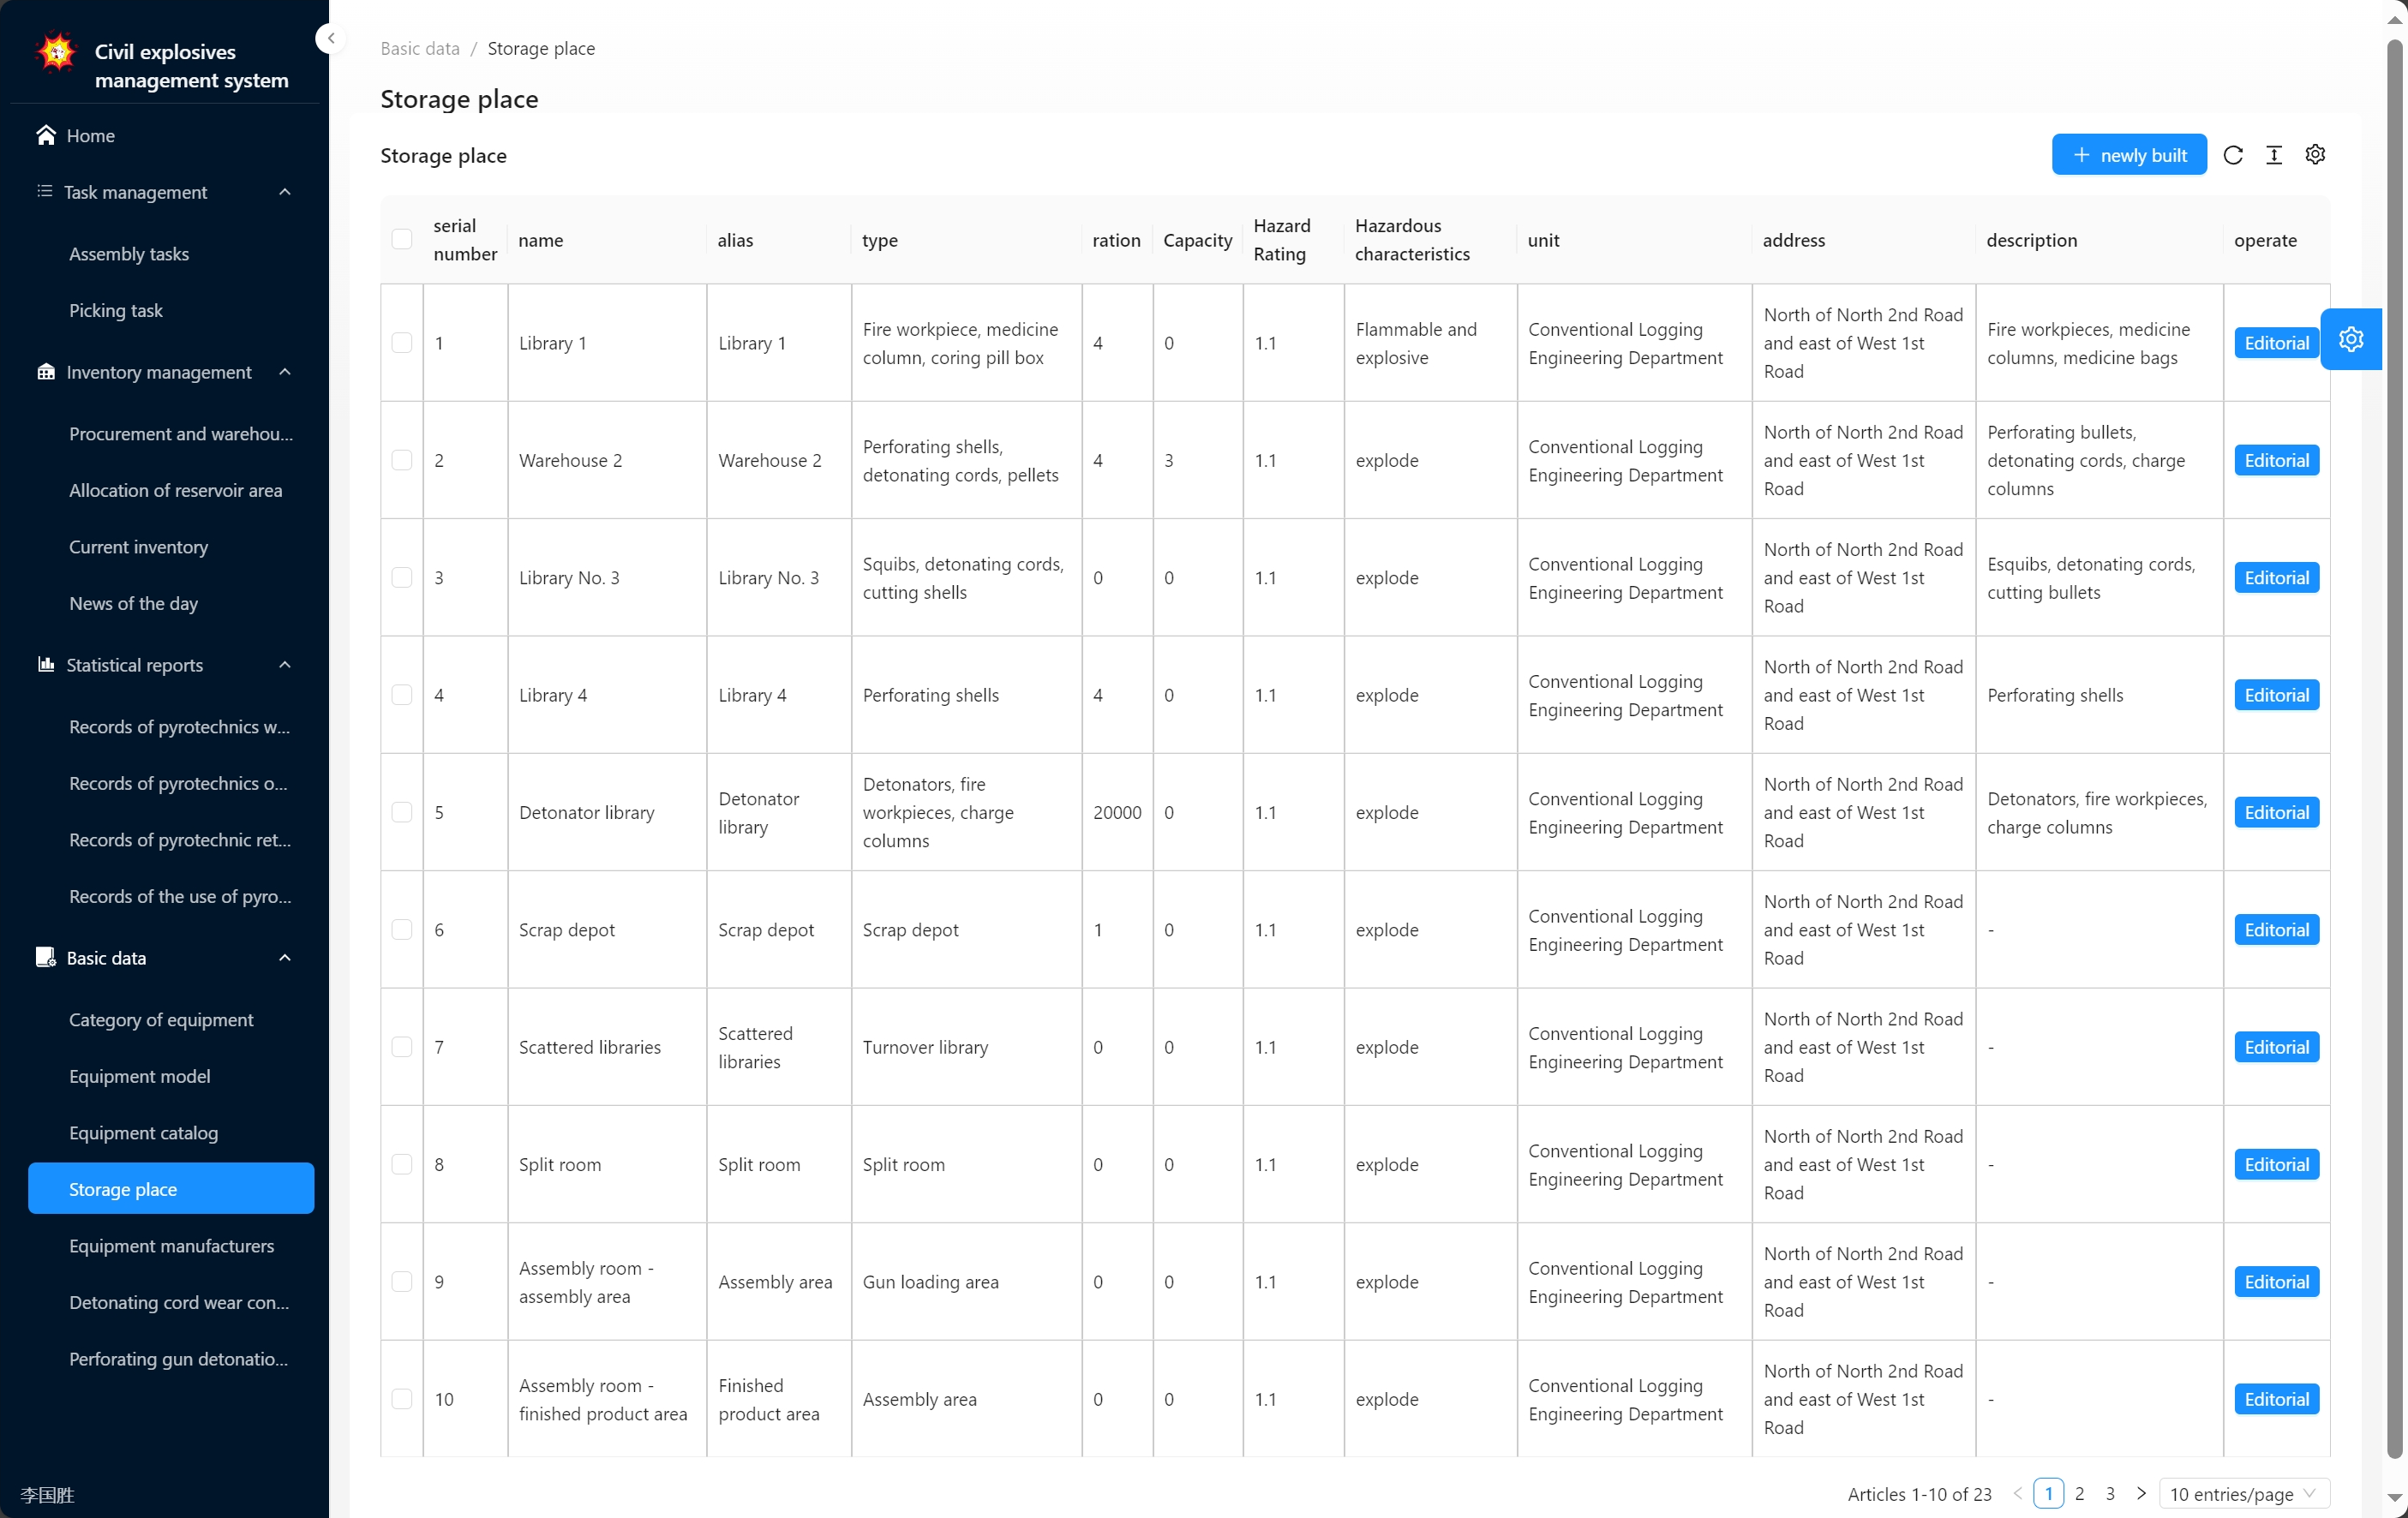 Civil explosives
management system
Home
Task management
Assembly tasks
Picking task
Inventory management
Procurement and warehou...
Allocation of reservoir area
Current inventory
News of the day
Statistical reports
Records of pyrotechnics w...
Records of pyrotechnics o...
Records of pyrotechnic ret...
Records of the use of pyro...
Basic data
Category of equipment
Equipment model
Equipment catalog
Storage place
Equipment manufacturers
Detonating cord wear con...
Perforating gun detonatio...
李国胜
Basic data / Storage place
Storage place
Storage place
+ newly built
serial number name alias type ration Capacity Hazard Rating Hazardous characteristics unit address description operate
1 Library 1 Library 1 Fire workpiece, medicine column, coring pill box 4 0 1.1 Flammable and explosive Conventional Logging Engineering Department North of North 2nd Road and east of West 1st Road Fire workpieces, medicine columns, medicine bags Editorial
2 Warehouse 2 Warehouse 2 Perforating shells, detonating cords, pellets 4 3 1.1 explode Conventional Logging Engineering Department North of North 2nd Road and east of West 1st Road Perforating bullets, detonating cords, charge columns Editorial
3 Library No. 3 Library No. 3 Squibs, detonating cords, cutting shells 0 0 1.1 explode Conventional Logging Engineering Department North of North 2nd Road and east of West 1st Road Esquibs, detonating cords, cutting bullets Editorial
4 Library 4 Library 4 Perforating shells 4 0 1.1 explode Conventional Logging Engineering Department North of North 2nd Road and east of West 1st Road Perforating shells Editorial
5 Detonator library Detonator library Detonators, fire workpieces, charge columns 20000 0 1.1 explode Conventional Logging Engineering Department North of North 2nd Road and east of West 1st Road Detonators, fire workpieces, charge columns Editorial
6 Scrap depot Scrap depot Scrap depot 1 0 1.1 explode Conventional Logging Engineering Department North of North 2nd Road and east of West 1st Road - Editorial
7 Scattered libraries Scattered libraries Turnover library 0 0 1.1 explode Conventional Logging Engineering Department North of North 2nd Road and east of West 1st Road - Editorial
8 Split room Split room Split room 0 0 1.1 explode Conventional Logging Engineering Department North of North 2nd Road and east of West 1st Road - Editorial
9 Assembly room - assembly area Assembly area Gun loading area 0 0 1.1 explode Conventional Logging Engineering Department North of North 2nd Road and east of West 1st Road - Editorial
10 Assembly room - finished product area Finished product area Assembly area 0 0 1.1 explode Conventional Logging Engineering Department North of North 2nd Road and east of West 1st Road - Editorial
Articles 1-10 of 23 < 1 2 3 > 10 entries/page